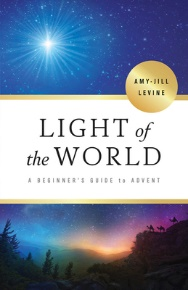 AMY-JILL
LEVINE
LIGHT of
the WORLD
A BEGINNER'S GUIDE to ADVENT